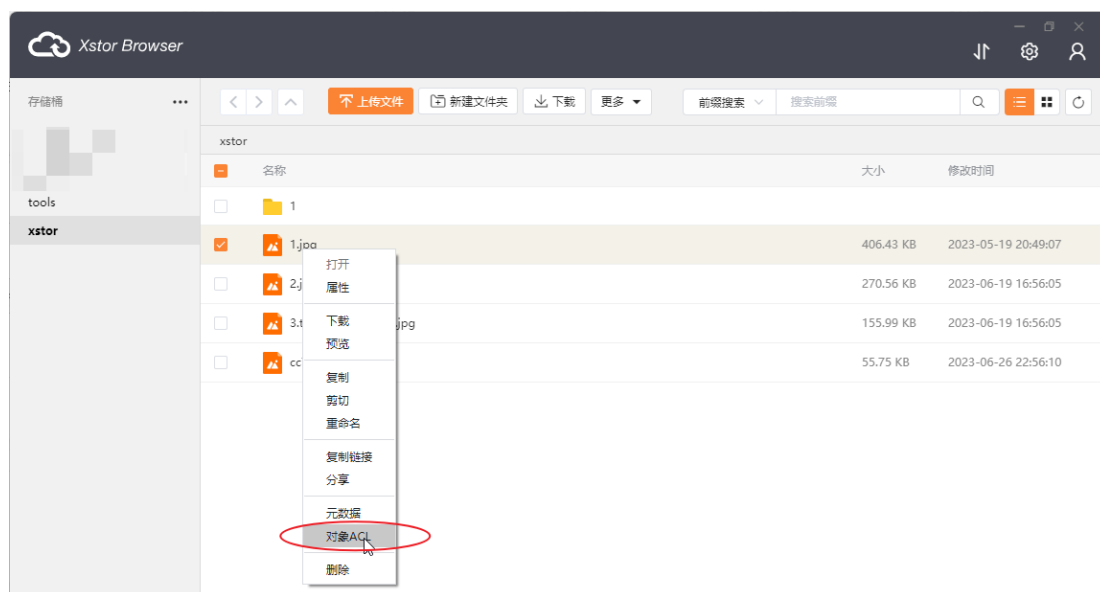 Xstor Browser
存储桶
上传文件 新建文件夹 下载 更多 前缀搜索 搜索前缀
xstor
名称 大小 修改时间
tools
1
xstor
1.jpg 406.43 KB 2023-05-19 20:49:07
打开
2.j 270.56 KB 2023-06-19 16:56:05
属性
下载
3.t jpg 155.99 KB 2023-06-19 16:56:05
预览
cc 55.75 KB 2023-06-26 22:56:10
复制
剪切
重命名
复制链接
分享
元数据
对象ACL
删除